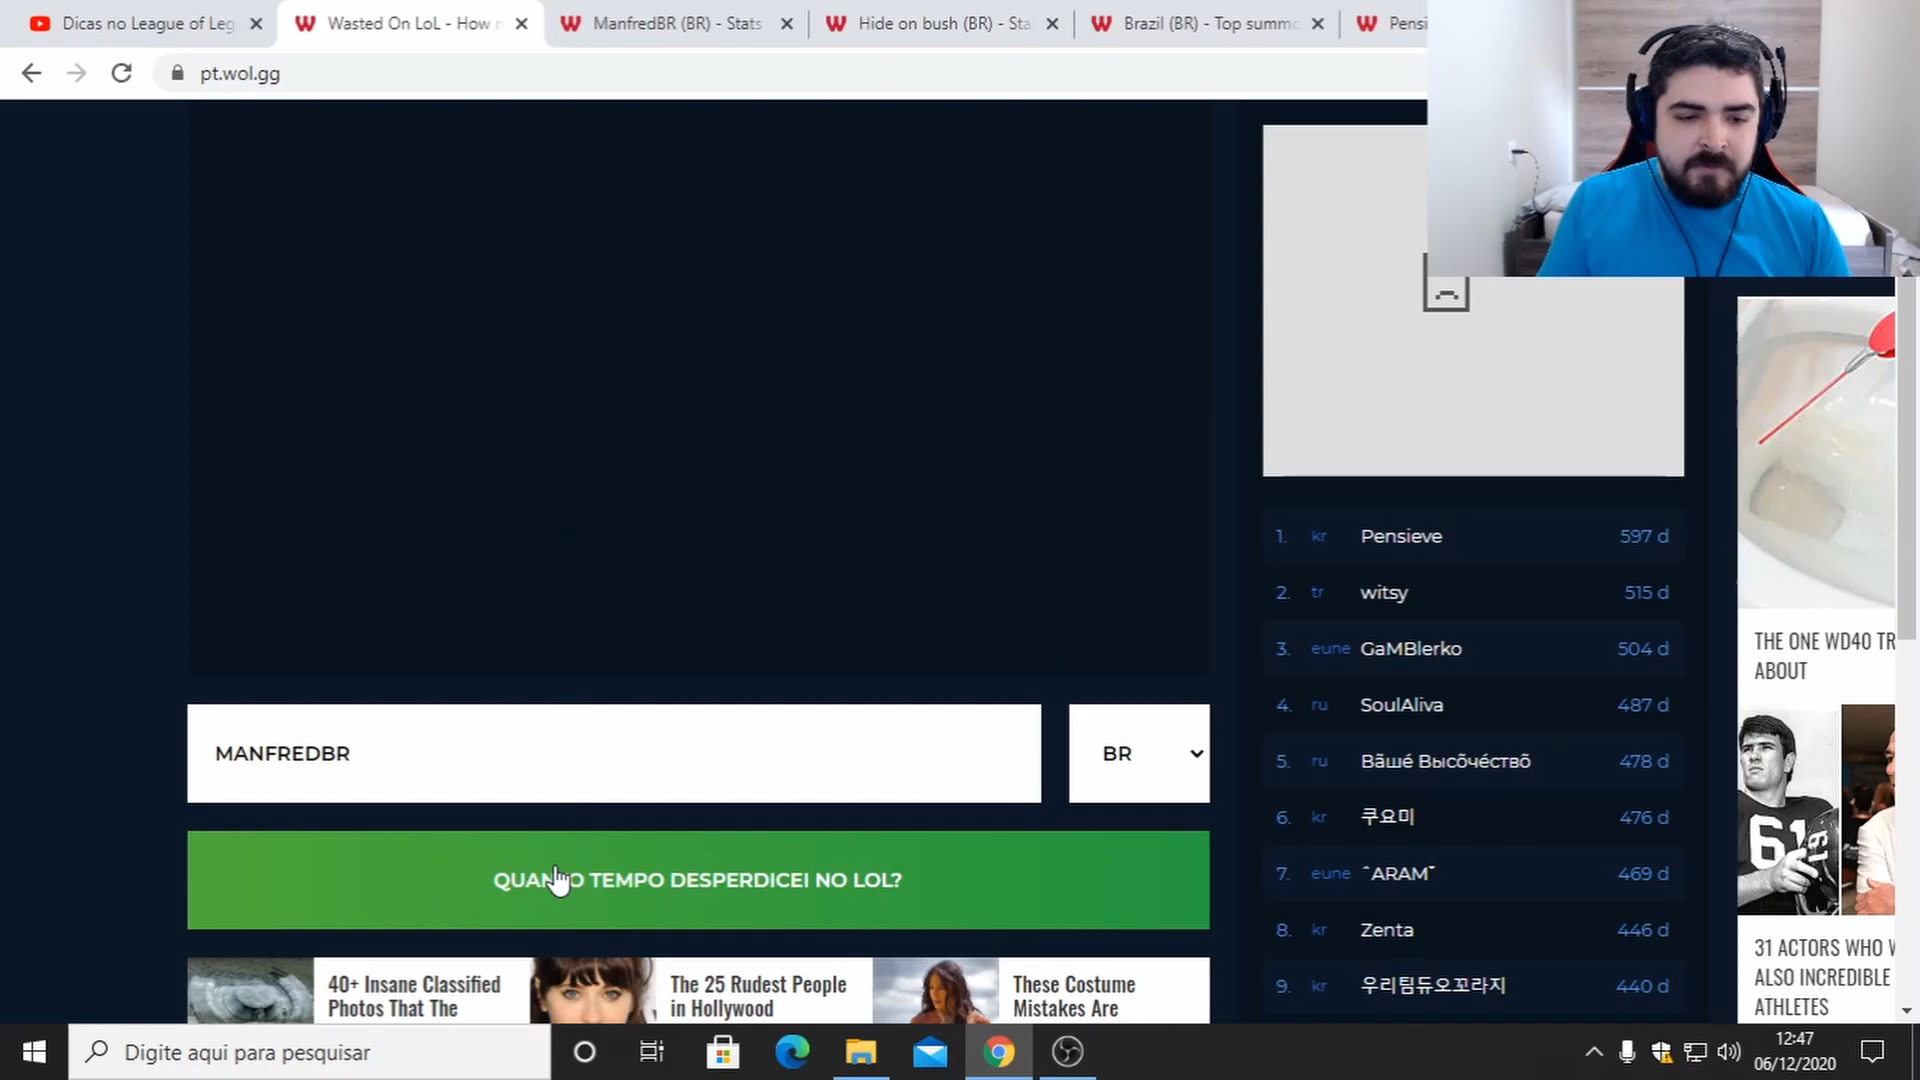 Dicas no League of Leg
Wasted On LoL - How
ManfredBR (BR) - Stats
Hide on bush (BR) - Sta
Brazil (BR) - Top summo
Pensi
pt.wol.gg
1. kr Pensieve 597 d
2. tr witsy 515 d
3. eune GaMBlerko 504 d
4. ru SoulAliva 487 d
5. ru Вãшé Высõчéствõ 478 d
6. kr 쿠요미 476 d
7. eune ˆARAMˇ 469 d
8. kr Zenta 446 d
9. kr 우리팀듀오꼬라지 440 d
MANFREDBR
BR
QUANTO TEMPO DESPERDICEI NO LOL?
THE ONE WD40 TR
ABOUT
61
31 ACTORS WHO W
ALSO INCREDIBLE
ATHLETES
40+ Insane Classified
Photos That The
The 25 Rudest People
in Hollywood
These Costume
Mistakes Are
Digite aqui para pesquisar
12:47
06/12/2020